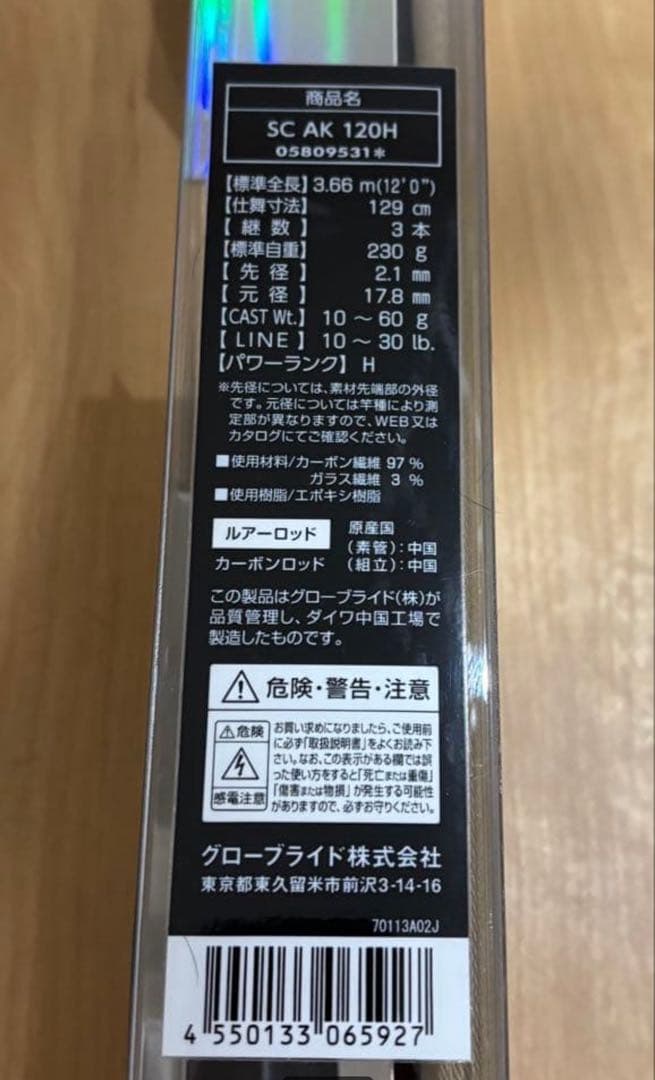 商品名
SC AK 120H
05809531*
【標準全長】3.66 m(12'0")
【仕舞寸法】 129 cm
【継数】 3 本
【標準自重】 230 g
【先径】 2.1 mm
【元径】 17.8 mm
【CAST Wt.】 10 ～ 60 g
【LINE】 10 ～ 30 lb.
【パワーランク】 H
※先径については、素材先端部の外径
です。元径については竿種により測
定部が異なりますので、WEB又は
カタログにてご確認ください。
■使用材料/カーボン繊維 97 %
ガラス繊維 3 %
■使用樹脂/エポキシ樹脂
ルアーロッド 原産国
(素管):中国
カーボンロッド (組立):中国
この製品はグローブライド(株)が
品質管理し、ダイワ中国工場で
製造したものです。
⚠危険・警告・注意
⚠危険
感電注意
お買い求めになりましたら、ご使用前
に必ず「取扱説明書」をよくお読み下
さい。なお、この表示がある欄では誤
った使い方をすると「死亡または重傷」
「傷害または物損」が発生する可能性
がありますので、必ずお守りください。
グローブライド株式会社
東京都東久留米市前沢3-14-16
70113A02J
4 550133 065927